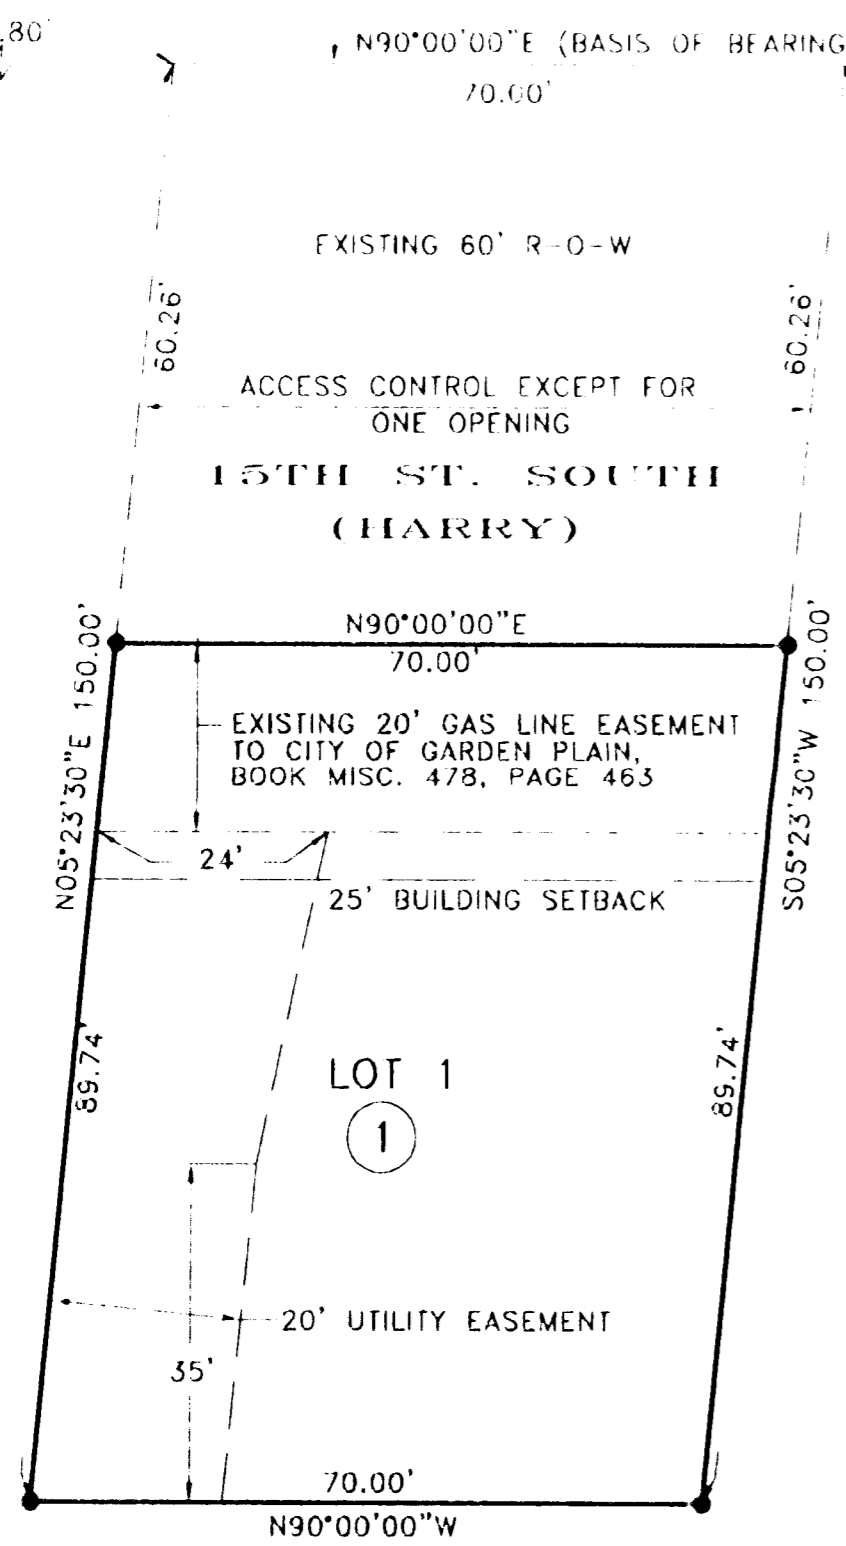 .80'
N90°00'00"E (BASIS OF BEARING
70.00'
EXISTING 60' R-O-W
60.26'
60.26'
ACCESS CONTROL EXCEPT FOR
ONE OPENING
15TH ST. SOUTH
(HARRY)
N90°00'00"E
70.00'
N05°23'30"E 150.00'
S05°23'30"W 150.00'
EXISTING 20' GAS LINE EASEMENT
TO CITY OF GARDEN PLAIN,
BOOK MISC. 478, PAGE 463
24'
25' BUILDING SETBACK
89.74'
89.74'
LOT 1
1
20' UTILITY EASEMENT
35'
70.00'
N90°00'00"W